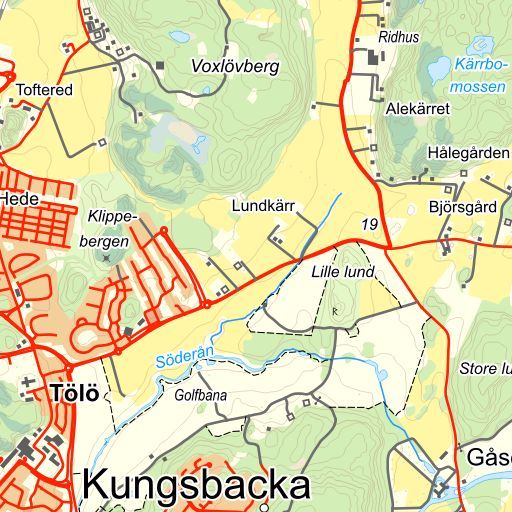 Ridhus
Voxlövberg
Kärrbo-
mossen
Toftered
Alekärret
Hålegården
Hede
Lundkärr
Björsgård
Klippe-
bergen
19
Lille lund
R
Söderån
Store lu
Tölö
Golfbana
Gås
Kungsbacka